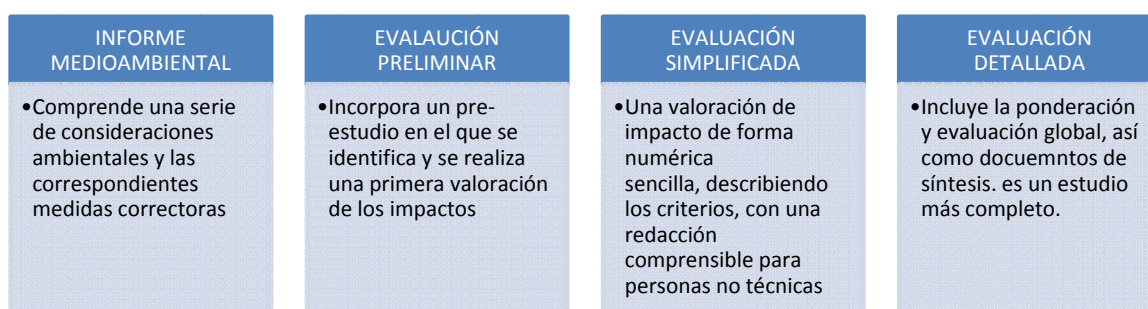 INFORME
MEDIOAMBIENTAL
•Comprende una serie
de consideraciones
ambientales y las
correspondientes
medidas correctoras
EVALAUCIÓN
PRELIMINAR
•Incorpora un pre-
estudio en el que se
identifica y se realiza
una primera valoración
de los impactos
EVALUACIÓN
SIMPLIFICADA
•Una valoración de
impacto de forma
numérica
sencilla, describiendo
los criterios, con una
redacción
comprensible para
personas no técnicas
EVALUACIÓN
DETALLADA
•Incluye la ponderación
y evaluación global, así
como docuemntos de
síntesis. es un estudio
más completo.